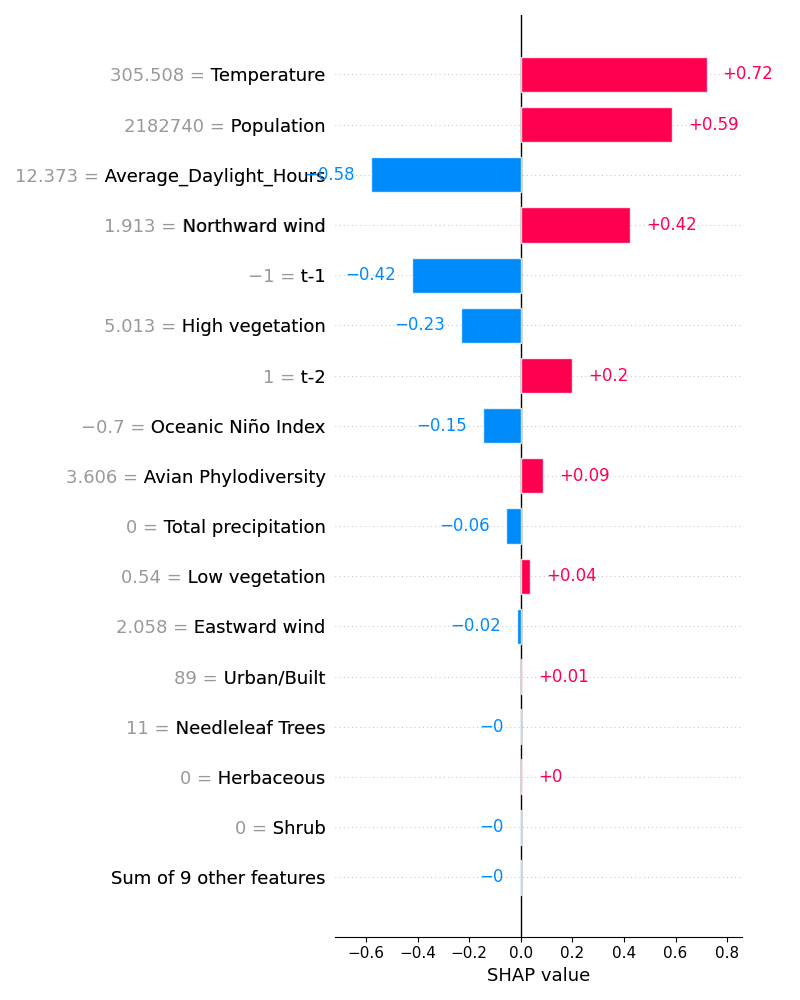 305.508 = Temperature +0.72
2182740 = Population +0.59
12.373 = Average_Daylight_Hours −0.58
1.913 = Northward wind +0.42
−1 = t-1 −0.42
5.013 = High vegetation −0.23
1 = t-2 +0.2
−0.7 = Oceanic Niño Index −0.15
3.606 = Avian Phylodiversity +0.09
0 = Total precipitation −0.06
0.54 = Low vegetation +0.04
2.058 = Eastward wind −0.02
89 = Urban/Built +0.01
11 = Needleleaf Trees −0
0 = Herbaceous +0
0 = Shrub −0
Sum of 9 other features −0
−0.6 −0.4 −0.2 0.0 0.2 0.4 0.6 0.8
SHAP value